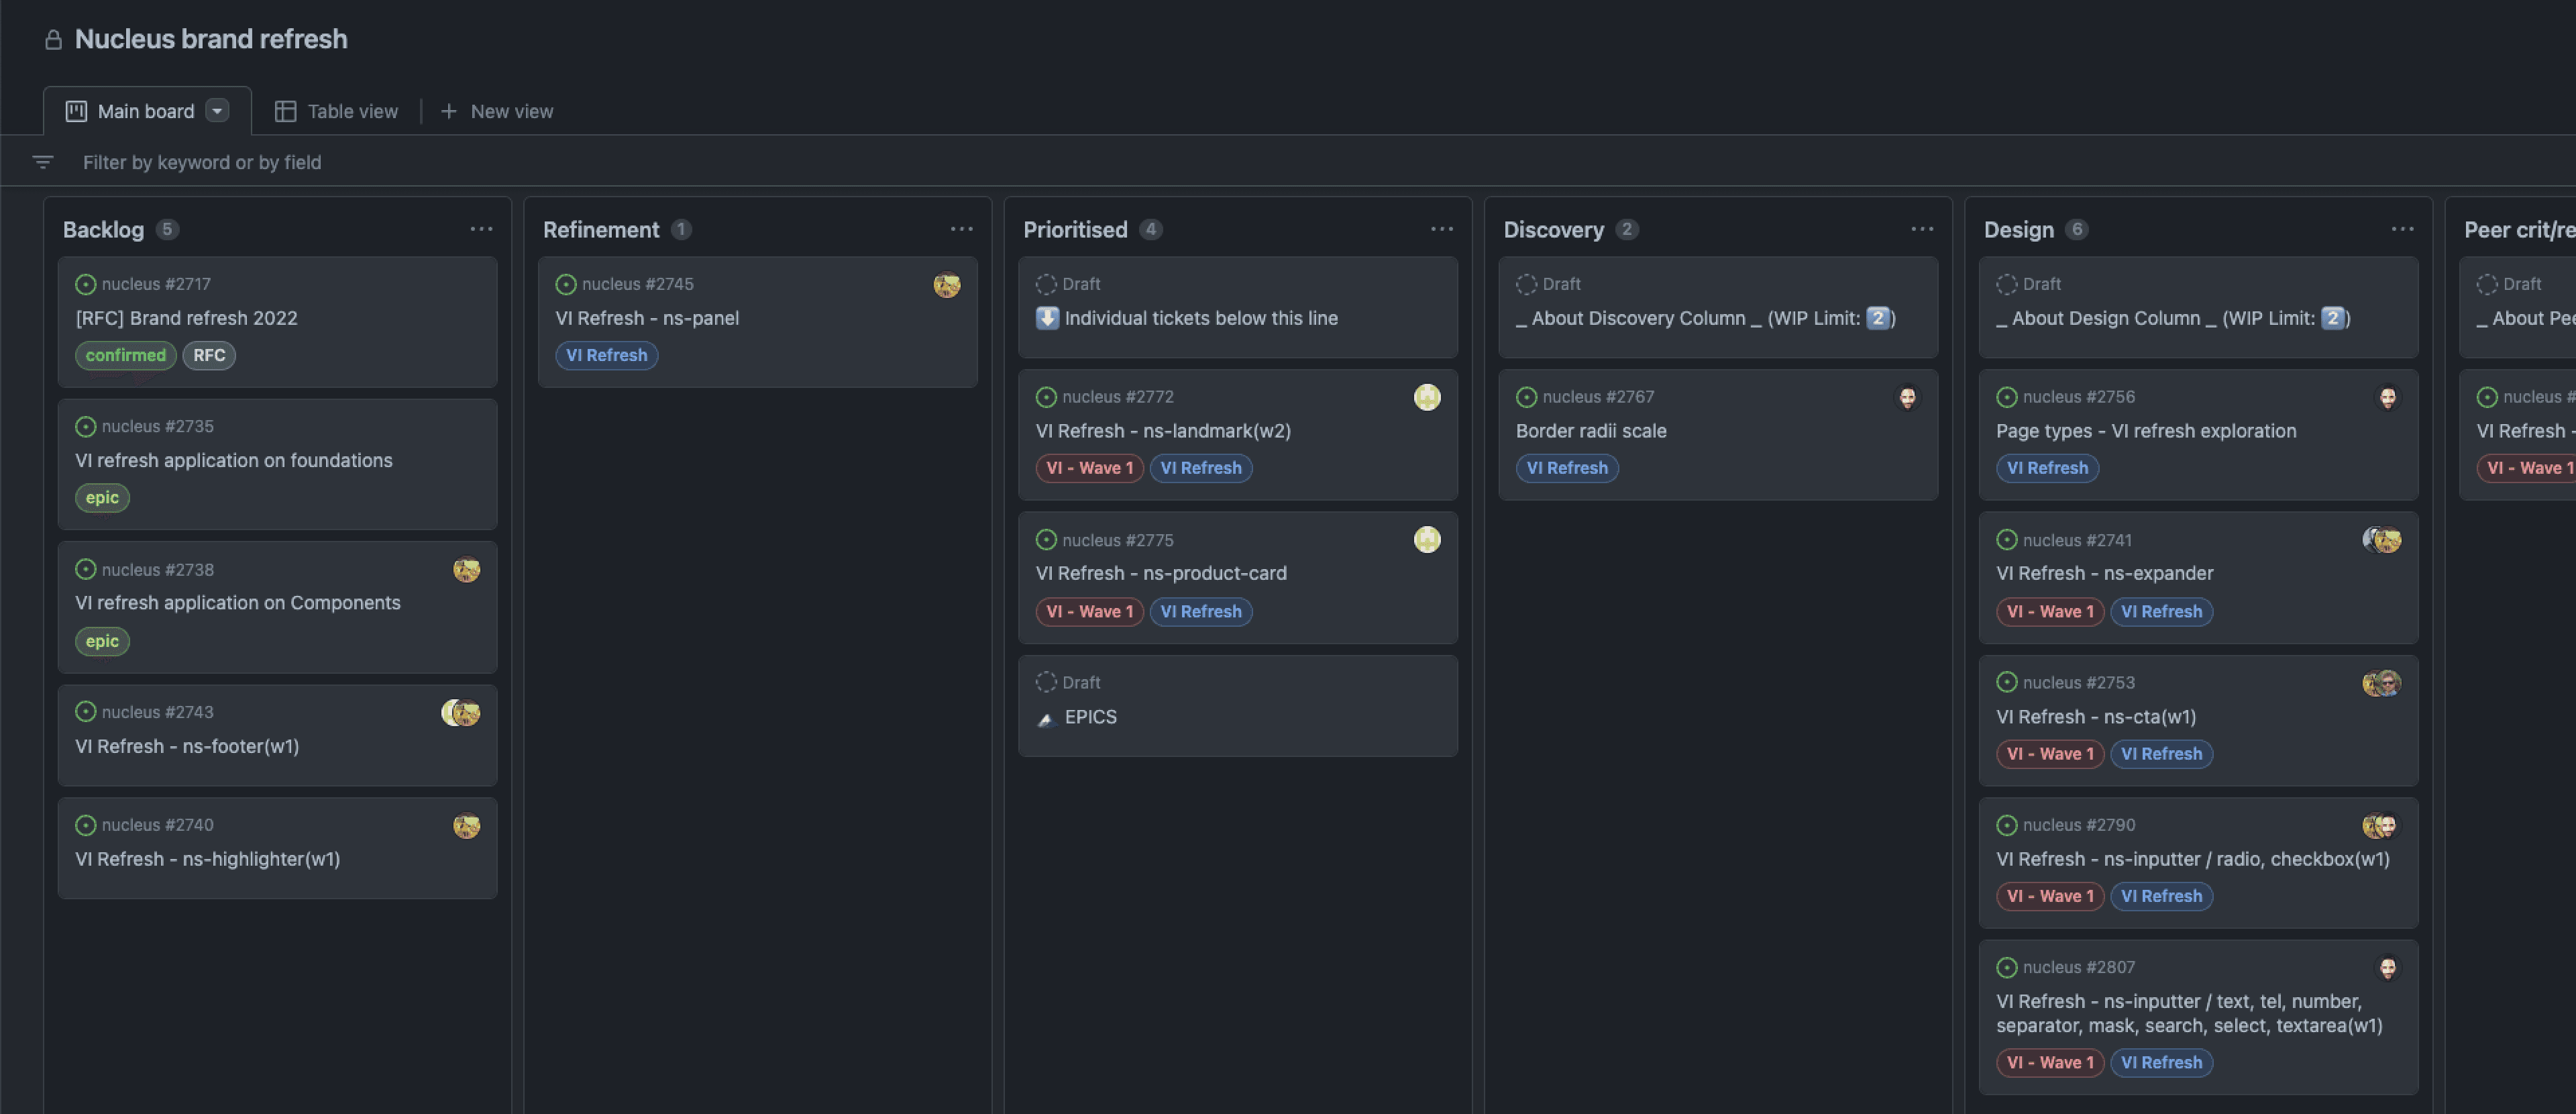 Nucleus brand refresh
Main board
Table view
New view
Filter by keyword or by field
Backlog 5
nucleus #2717
[RFC] Brand refresh 2022
confirmed RFC
nucleus #2735
VI refresh application on foundations
epic
nucleus #2738
VI refresh application on Components
epic
nucleus #2743
VI Refresh - ns-footer(w1)
nucleus #2740
VI Refresh - ns-highlighter(w1)
Refinement 1
nucleus #2745
VI Refresh - ns-panel
VI Refresh
Prioritised 4
Draft
⬇️ Individual tickets below this line
nucleus #2772
VI Refresh - ns-landmark(w2)
VI - Wave 1 VI Refresh
nucleus #2775
VI Refresh - ns-product-card
VI - Wave 1 VI Refresh
Draft
EPICS
Discovery 2
Draft
_ About Discovery Column _ (WIP Limit: 2)
nucleus #2767
Border radii scale
VI Refresh
Design 6
Draft
_ About Design Column _ (WIP Limit: 2)
nucleus #2756
Page types - VI refresh exploration
VI Refresh
nucleus #2741
VI Refresh - ns-expander
VI - Wave 1 VI Refresh
nucleus #2753
VI Refresh - ns-cta(w1)
VI - Wave 1 VI Refresh
nucleus #2790
VI Refresh - ns-inputter / radio, checkbox(w1)
VI - Wave 1 VI Refresh
nucleus #2807
VI Refresh - ns-inputter / text, tel, number,
separator, mask, search, select, textarea(w1)
VI - Wave 1 VI Refresh
Peer crit/re
Draft
_ About Pee
nucleus #
VI Refresh -
VI - Wave 1